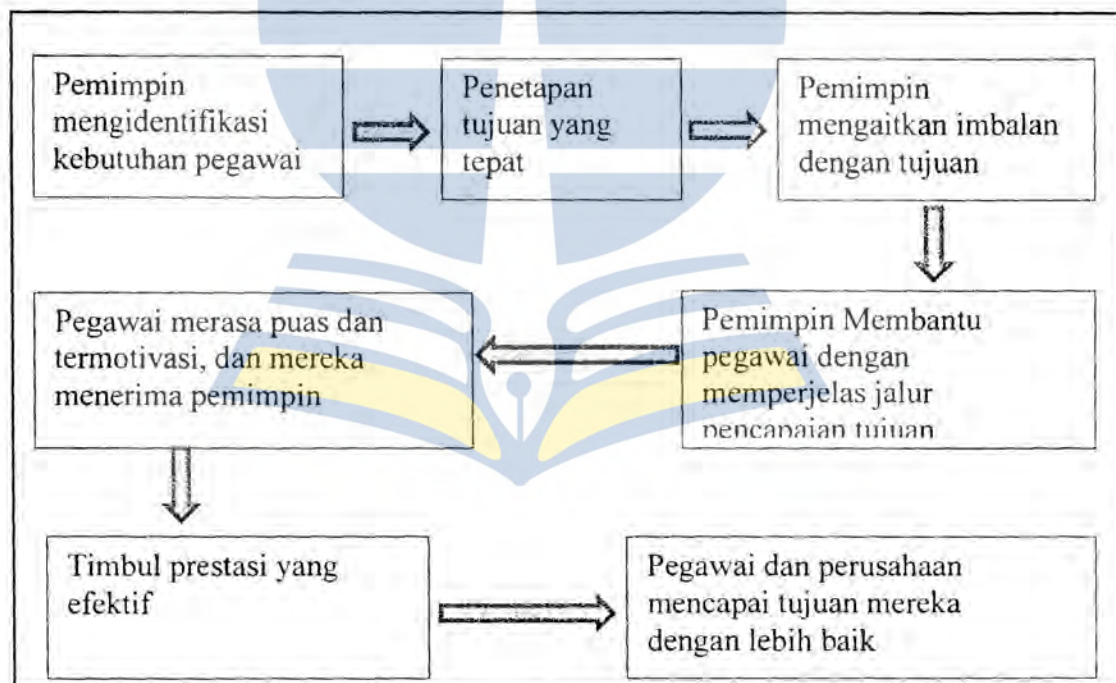 Pemimpin
mengidentifikasi
kebutuhan pegawai
Penetapan
tujuan yang
tepat
Pemimpin
mengaitkan imbalan
dengan tujuan
Pemimpin Membantu
pegawai dengan
memperjelas jalur
pencapaian tujuan
Pegawai merasa puas dan
termotivasi, dan mereka
menerima pemimpin
Timbul prestasi yang
efektif
Pegawai dan perusahaan
mencapai tujuan mereka
dengan lebih baik